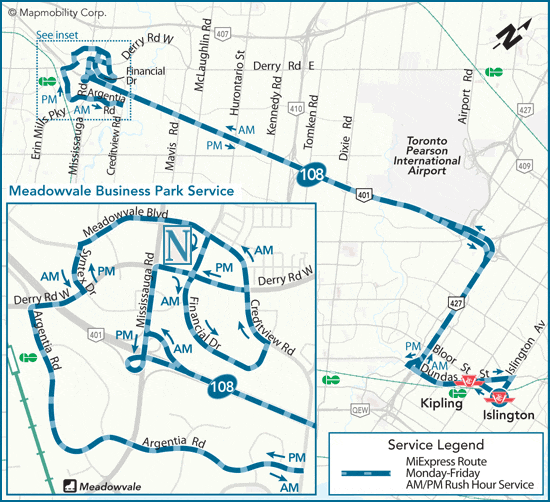 © Mapmobility Corp.
See inset
Derry Rd W
407
McLaughlin Rd
Hurontario St
Kennedy Rd
Derry Rd E
Financial
Dr
Argentia
Rd
PM
AM
Erin Mills Pky
Mississauga Rd
Creditview Rd
Mavis Rd
AM
PM
410
Tomken Rd
Dixie Rd
Airport Rd
N
427
409
Toronto
Pearson
International
Airport
108
401
Meadowvale Business Park Service
Meadowvale Blvd
N
AM
Syntex Dr
AM
PM
Mississauga Rd
PM
Derry Rd W
Derry Rd W
AM
Financial Dr
Creditview Rd
Argentia Rd
401
PM
AM
AM
108
Argentia Rd
PM
AM
Meadowvale
427
PM
AM
Bloor St
Dundas St
Islington Av
Kipling
Islington
QEW
Service Legend
MiExpress Route
Monday-Friday
AM/PM Rush Hour Service